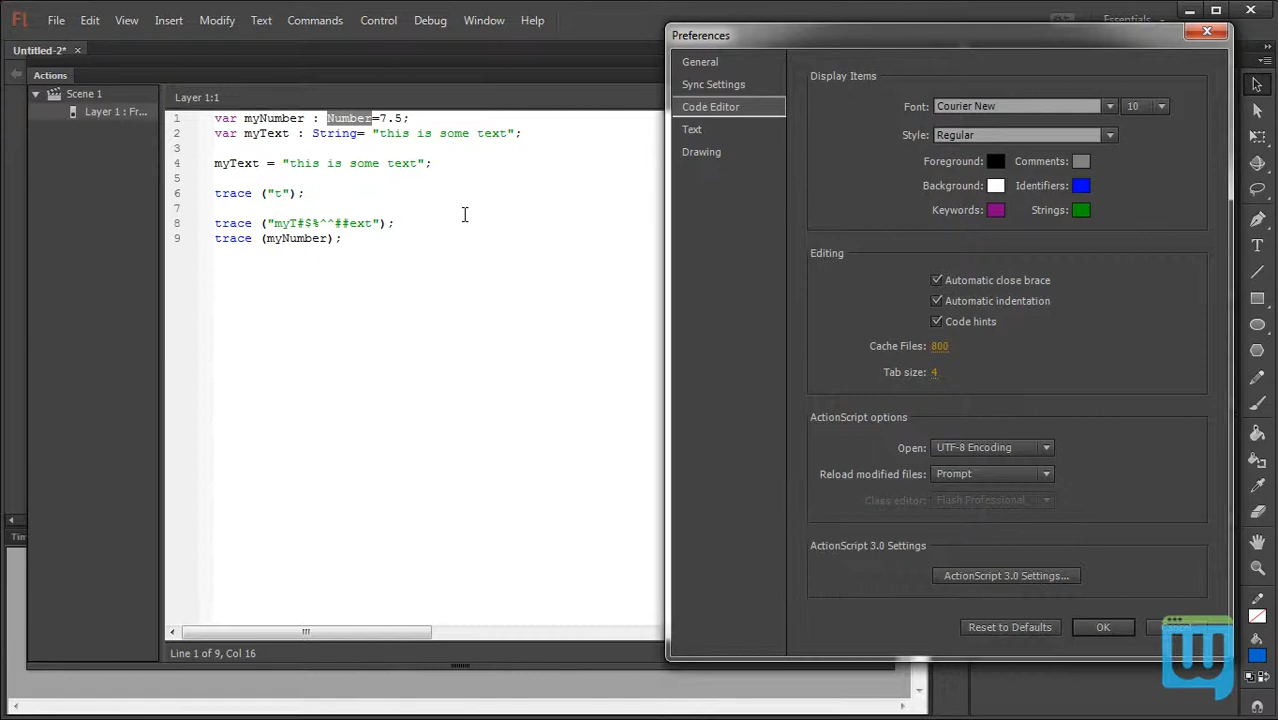 FL File Edit View Insert Modify Text Commands Control Debug Window Help
Essentials
Untitled-2* ×
Actions
Scene 1
Layer 1 : Fr...
Layer 1:1
1 var myNumber : Number=7.5;
2 var myText : String= "this is some text";
3
4 myText = "this is some text";
5
6 trace ("t");
7
8 trace ("myT#$%^^##ext");
9 trace (myNumber);
Line 1 of 9, Col 16
Tim
Preferences
General
Sync Settings
Code Editor
Text
Drawing
Display Items
Font: Courier New 10
Style: Regular
Foreground: Comments:
Background: Identifiers:
Keywords: Strings:
Editing
Automatic close brace
Automatic indentation
Code hints
Cache Files: 800
Tab size: 4
ActionScript options
Open: UTF-8 Encoding
Reload modified files: Prompt
Class editor: Flash Professional
ActionScript 3.0 Settings
ActionScript 3.0 Settings...
Reset to Defaults OK